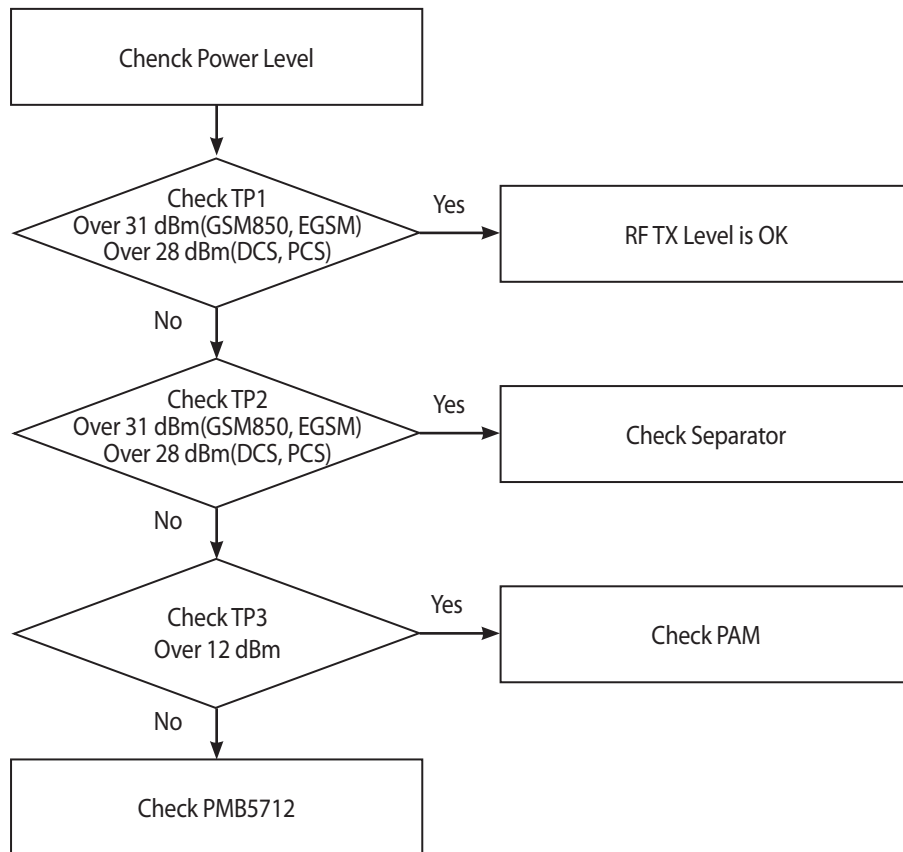 Chenck Power Level
Check TP1
Over 31 dBm(GSM850, EGSM)
Over 28 dBm(DCS, PCS)
Yes
RF TX Level is OK
No
Check TP2
Over 31 dBm(GSM850, EGSM)
Over 28 dBm(DCS, PCS)
Yes
Check Separator
No
Check TP3
Over 12 dBm
Yes
Check PAM
No
Check PMB5712